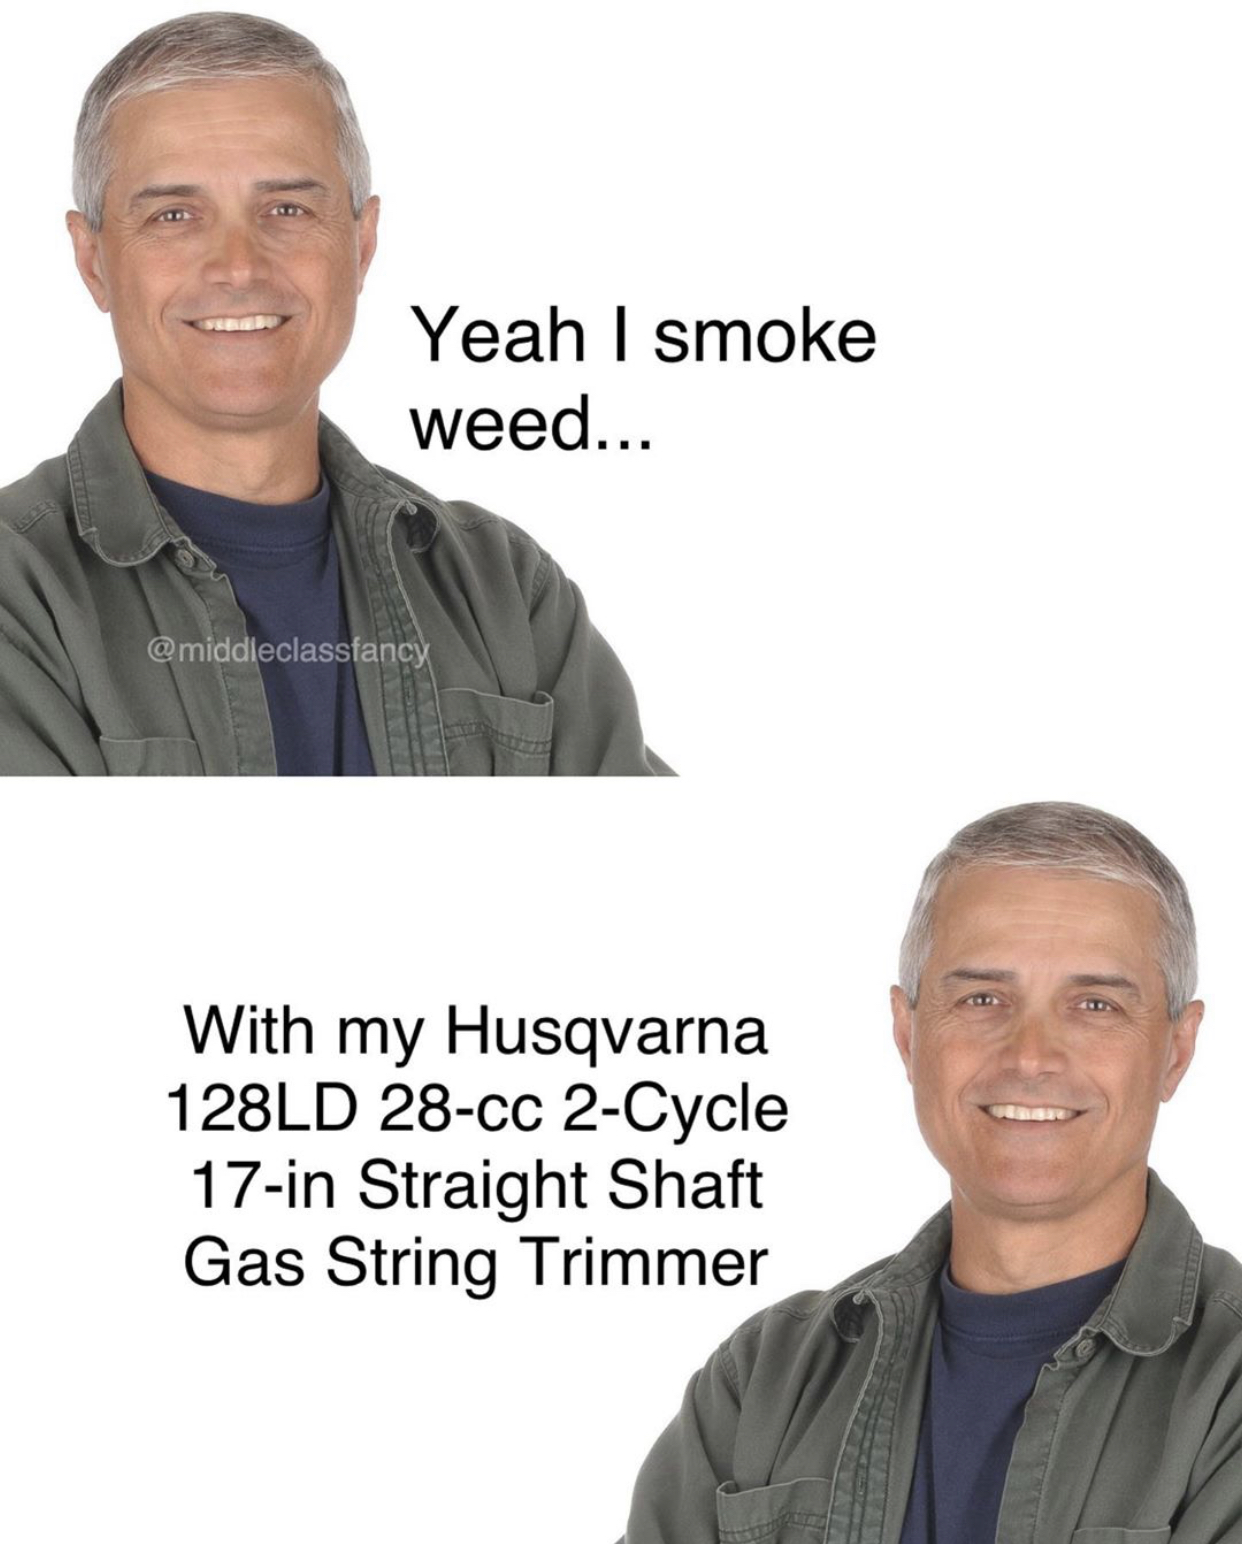 Yeah I smoke
weed...
@middleclassfancy
With my Husqvarna
128LD 28-cc 2-Cycle
17-in Straight Shaft
Gas String Trimmer